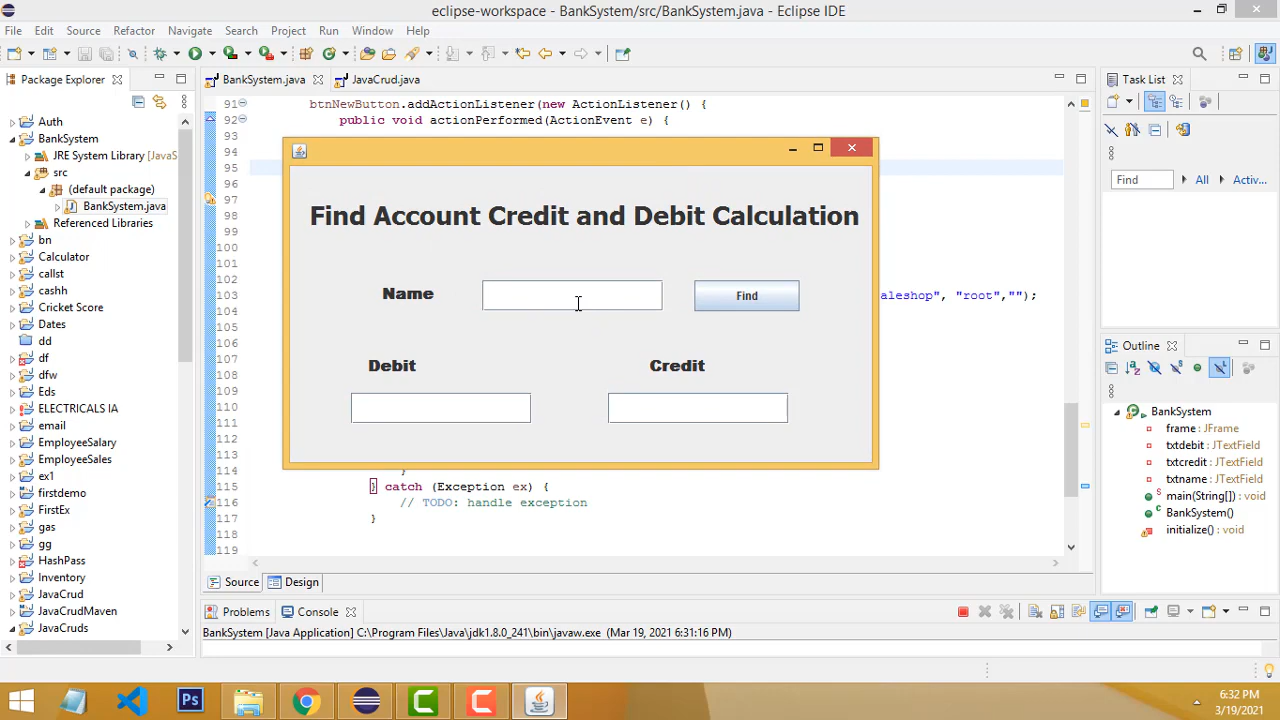 eclipse-workspace - BankSystem/src/BankSystem.java - Eclipse IDE
File Edit Source Refactor Navigate Search Project Run Window Help
Package Explorer
BankSystem.java
JavaCrud.java
Task List
Auth
BankSystem
JRE System Library [JavaS
src
(default package)
BankSystem.java
Referenced Libraries
bn
Calculator
callst
cashh
Cricket Score
Dates
dd
df
dfw
Eds
ELECTRICALS IA
email
EmployeeSalary
EmployeeSales
ex1
firstdemo
FirstEx
gas
gg
HashPass
Inventory
JavaCrud
JavaCrudMaven
JavaCruds
91 btnNewButton.addActionListener(new ActionListener() {
92 public void actionPerformed(ActionEvent e) {
93
94
95
96
97
98
99
100
101
102
103 aleshop", "root","");
104
105
106
107
108
109
110
111
112
113
114 }
115 } catch (Exception ex) {
116 // TODO: handle exception
117 }
118
119
Find Account Credit and Debit Calculation
Name
Find
Debit
Credit
Find All Activ...
Outline
BankSystem
frame : JFrame
txtdebit : JTextField
txtcredit : JTextField
txtname : JTextField
main(String[]) : void
BankSystem()
initialize() : void
Source Design
Problems Console
BankSystem [Java Application] C:\Program Files\Java\jdk1.8.0_241\bin\javaw.exe (Mar 19, 2021 6:31:16 PM)
Ps
6:32 PM
3/19/2021